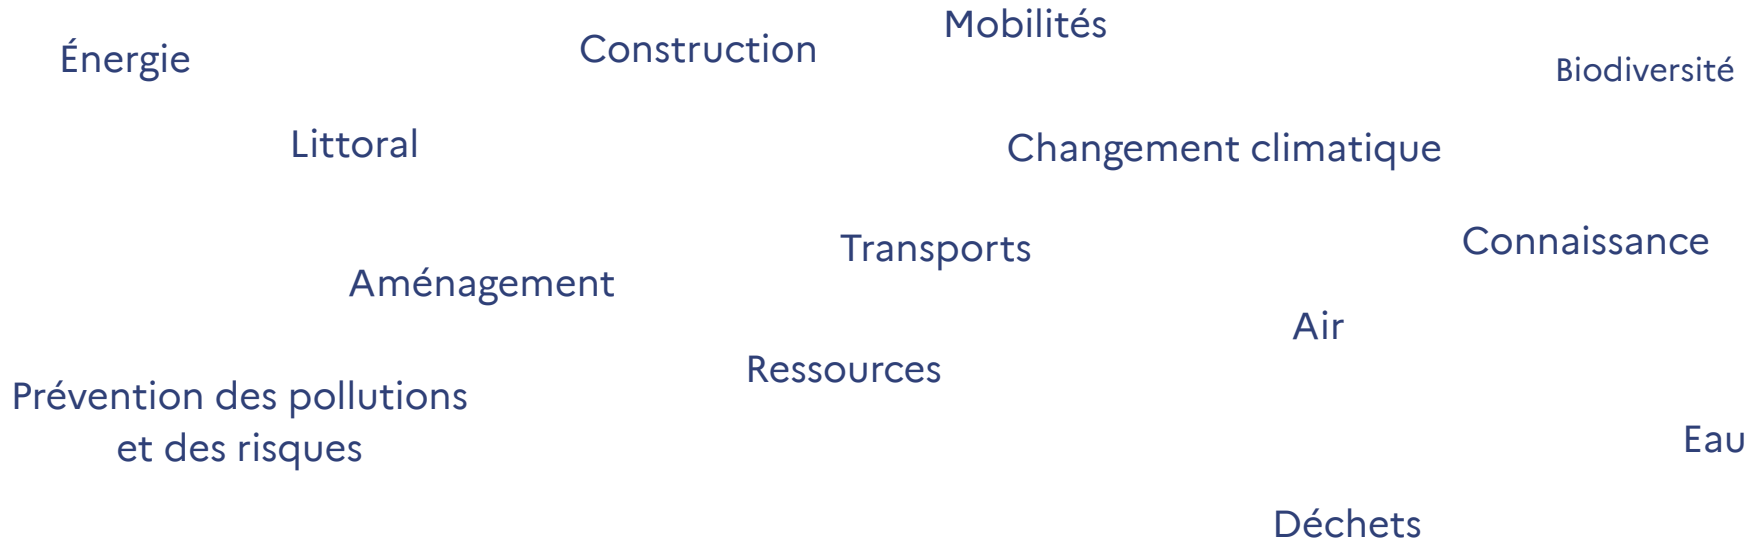 Mobilités
Énergie
Construction
Biodiversité
Littoral
Changement climatique
Transports
Connaissance
Aménagement
Air
Ressources
Prévention des pollutions
et des risques
Eau
Déchets